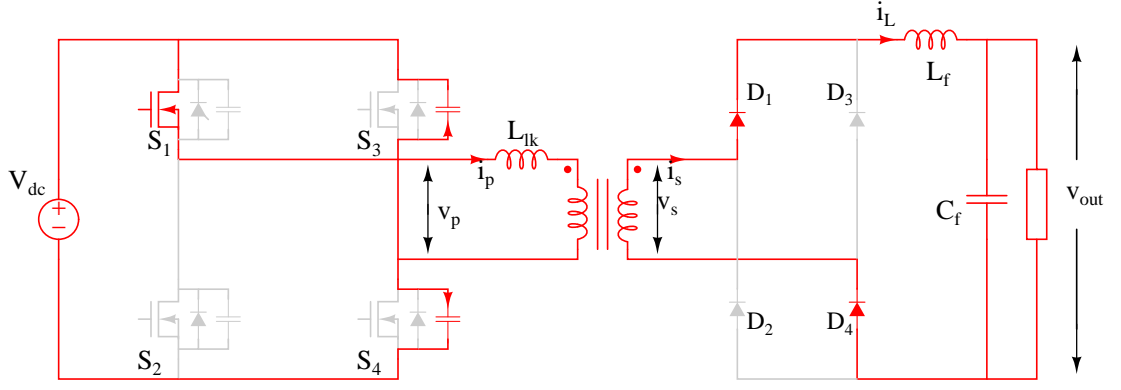 i_L
L_f
D_1
D_3
S_1
S_3
L_lk
V_dc
i_p
i_s
v_p
v_s
C_f
v_out
D_2
D_4
S_2
S_4